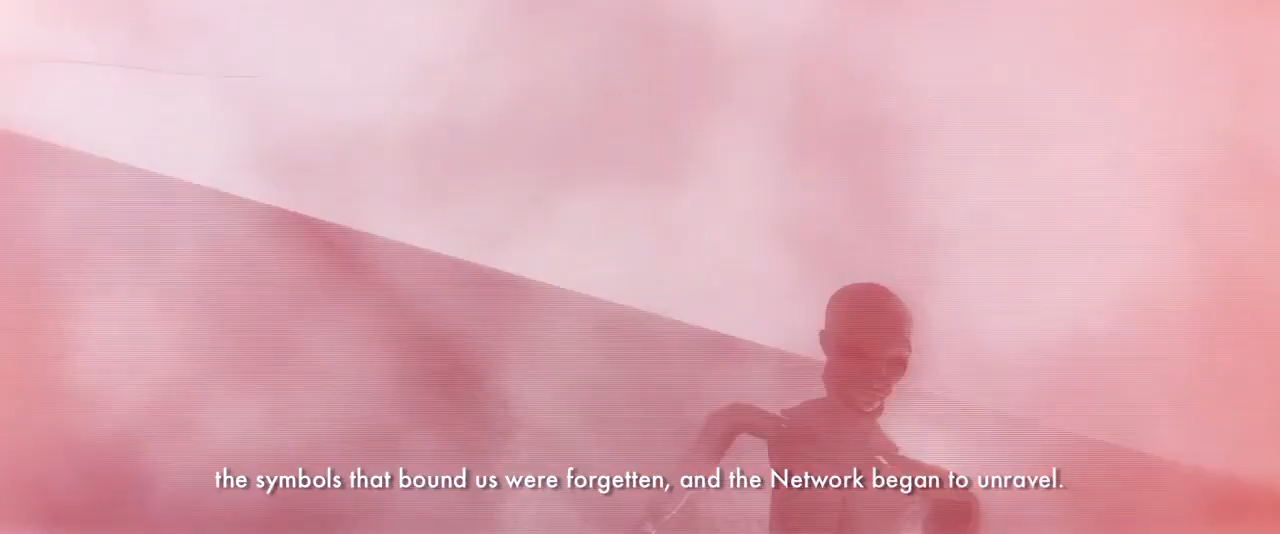 the symbols that bound us were forgetten, and the Network began to unravel.